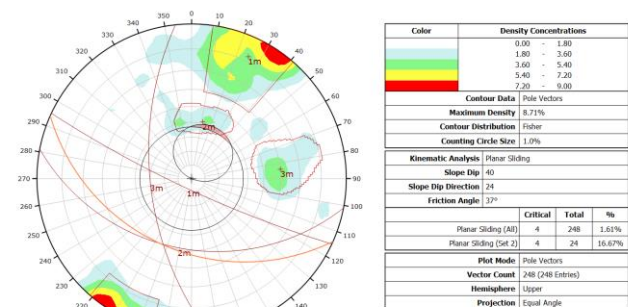 0
10
20
30
40
50
60
70
80
90
100
110
120
130
140
220
230
240
250
260
270
280
290
300
310
320
330
340
350
1m
2m
3m
3m
1m
2m
Color Density Concentrations
0.00 - 1.80
1.80 - 3.60
3.60 - 5.40
5.40 - 7.20
7.20 - 9.00
Contour Data Pole Vectors
Maximum Density 8.71%
Contour Distribution Fisher
Counting Circle Size 1.0%
Kinematic Analysis Planar Sliding
Slope Dip 40
Slope Dip Direction 24
Friction Angle 37°
Critical Total %
Planar Sliding (All) 4 248 1.61%
Planar Sliding (Set 2) 4 24 16.67%
Plot Mode Pole Vectors
Vector Count 248 (248 Entries)
Hemisphere Upper
Projection Equal Angle